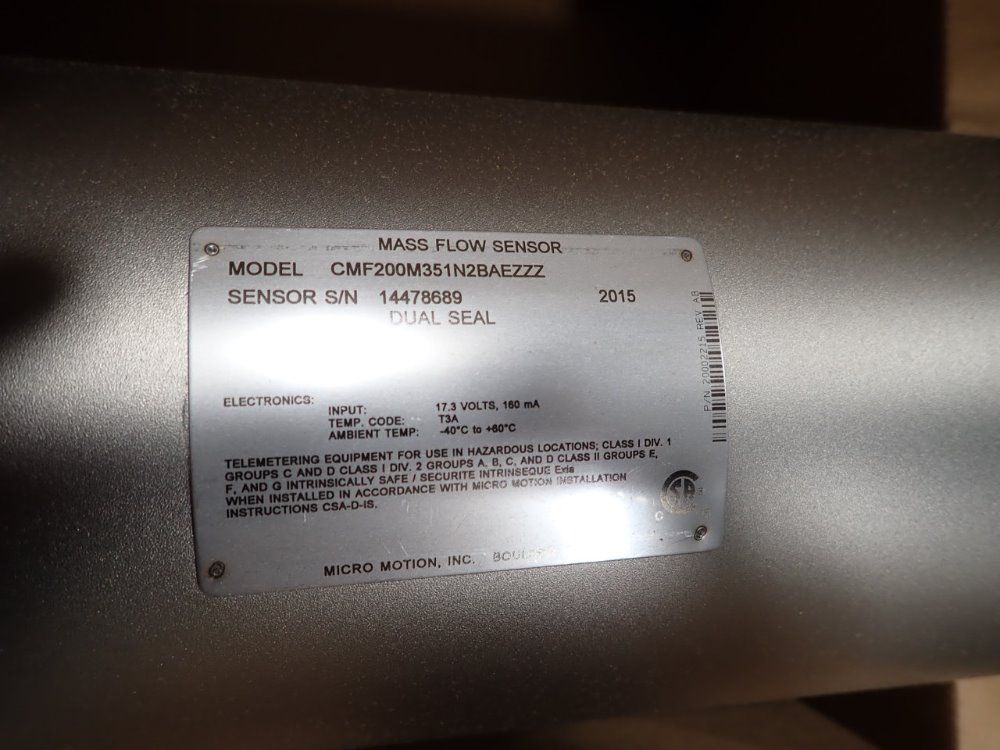 MASS FLOW SENSOR
MODEL CMF200M351N2BAEZZZ
SENSOR S/N 14478689 2015
DUAL SEAL
P/N 20002215 REV AB
ELECTRONICS:
INPUT: 17.3 VOLTS, 160 mA
TEMP. CODE: T3A
AMBIENT TEMP: -40°C to +60°C
TELEMETERING EQUIPMENT FOR USE IN HAZARDOUS LOCATIONS; CLASS I DIV. 1
GROUPS C AND D CLASS I DIV. 2 GROUPS A, B, C, AND D CLASS II GROUPS E,
F, AND G INTRINSICALLY SAFE / SECURITE INTRINSEQUE Exia
WHEN INSTALLED IN ACCORDANCE WITH MICRO MOTION INSTALLATION
INSTRUCTIONS CSA-D-IS.
MICRO MOTION, INC.